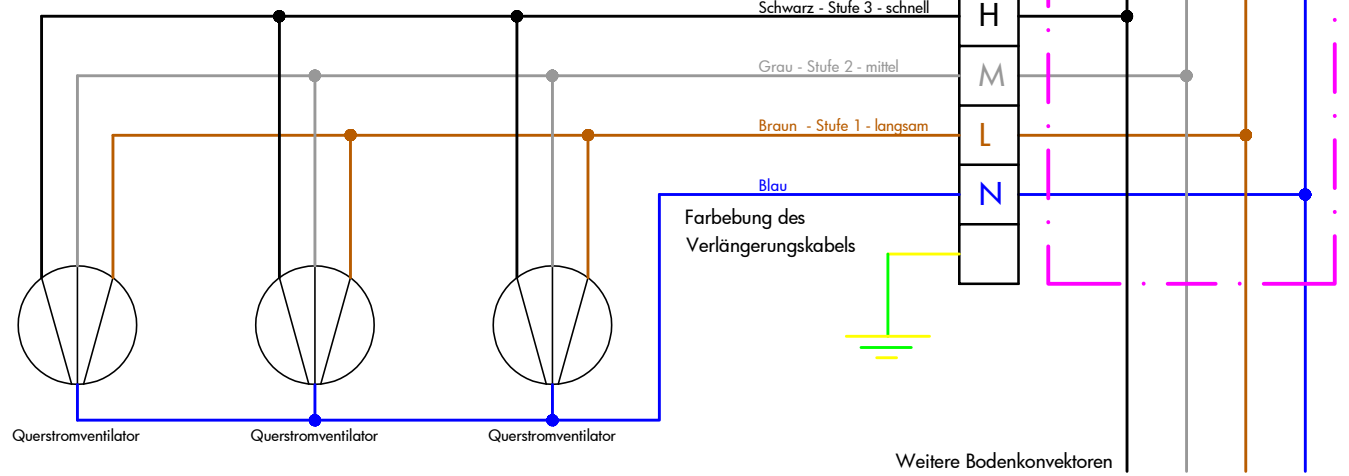 Schwarz - Stufe 3 - schnell
H
Grau - Stufe 2 - mittel
M
Braun - Stufe 1 - langsam
L
Blau
N
Farbebung des
Verlängerungskabels
Querstromventilator
Querstromventilator
Querstromventilator
Weitere Bodenkonvektoren